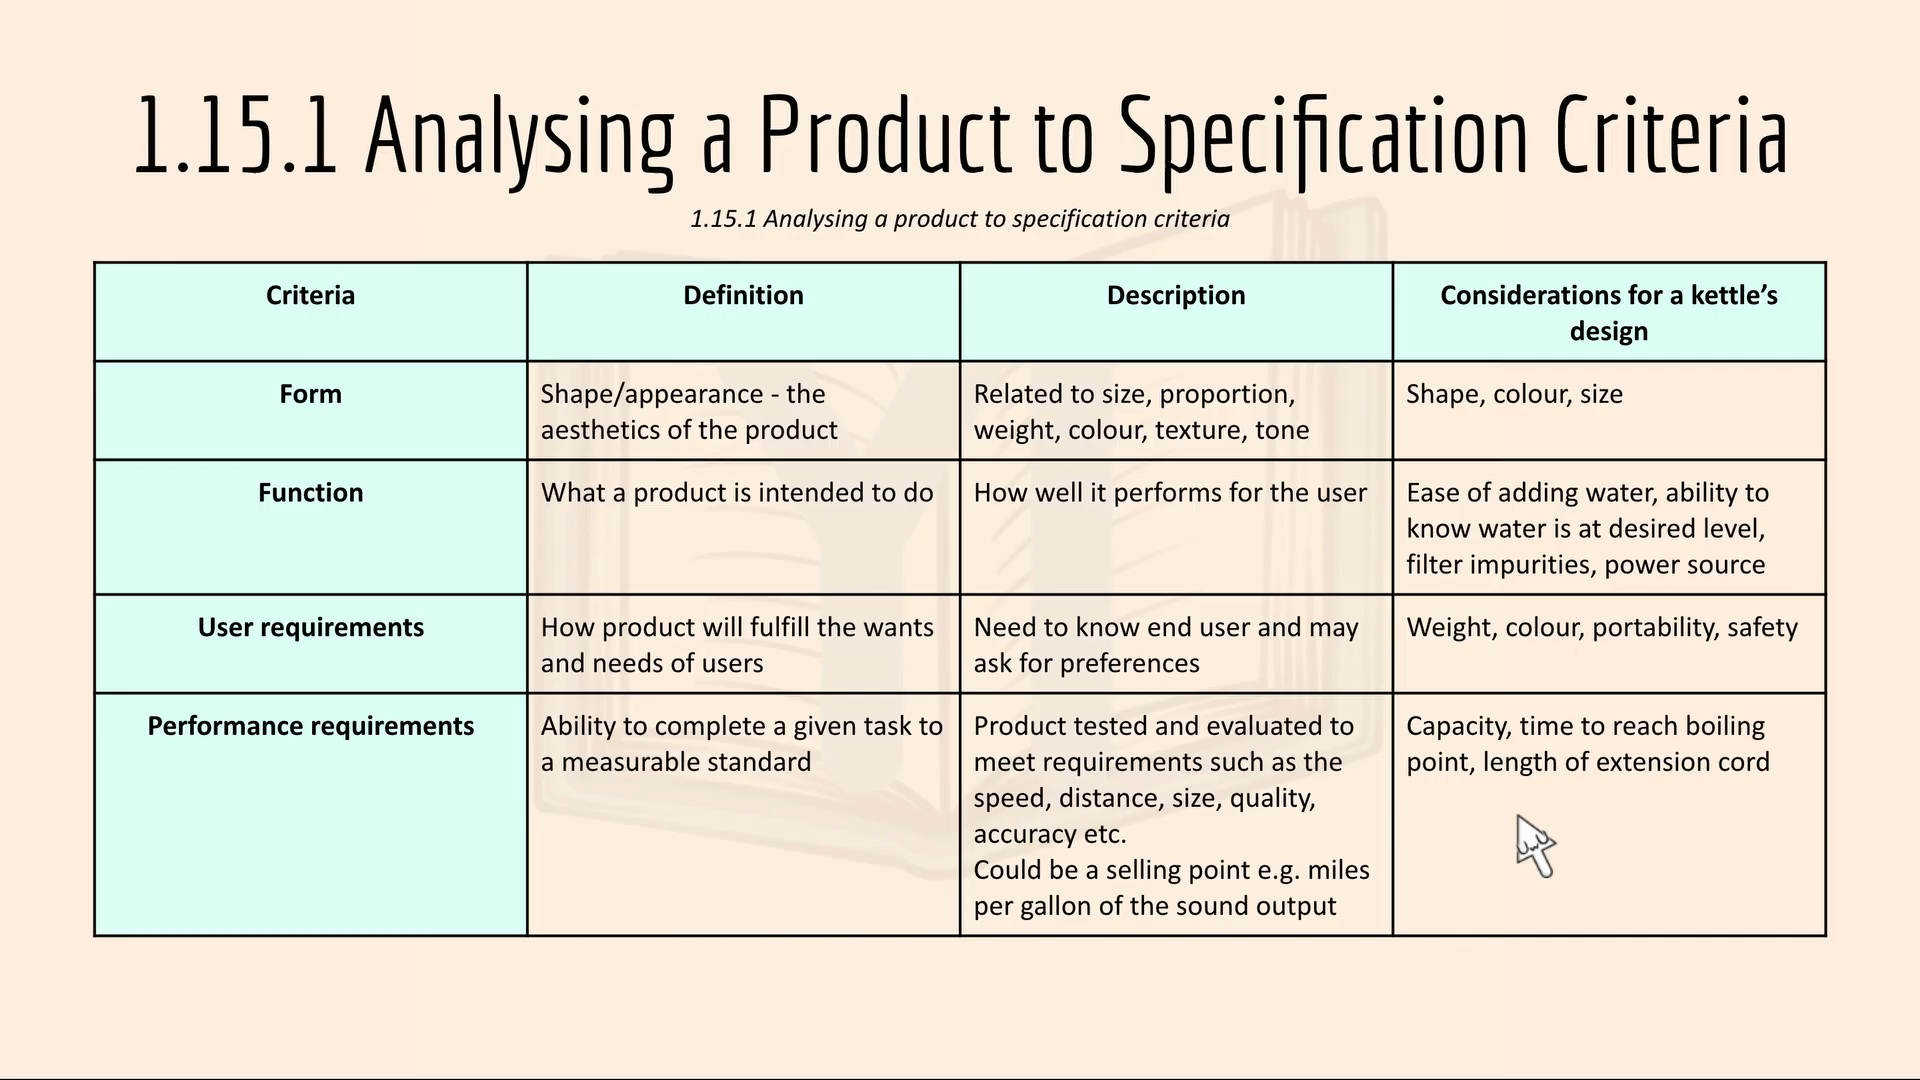 1.15.1 Analysing a Product to Specification Criteria
1.15.1 Analysing a product to specification criteria
Criteria
Definition
Description
Considerations for a kettle’s
design
Form
Shape/appearance - the
aesthetics of the product
Related to size, proportion,
weight, colour, texture, tone
Shape, colour, size
Function
What a product is intended to do
How well it performs for the user
Ease of adding water, ability to
know water is at desired level,
filter impurities, power source
User requirements
How product will fulfill the wants
and needs of users
Need to know end user and may
ask for preferences
Weight, colour, portability, safety
Performance requirements
Ability to complete a given task to
a measurable standard
Product tested and evaluated to
meet requirements such as the
speed, distance, size, quality,
accuracy etc.
Could be a selling point e.g. miles
per gallon of the sound output
Capacity, time to reach boiling
point, length of extension cord